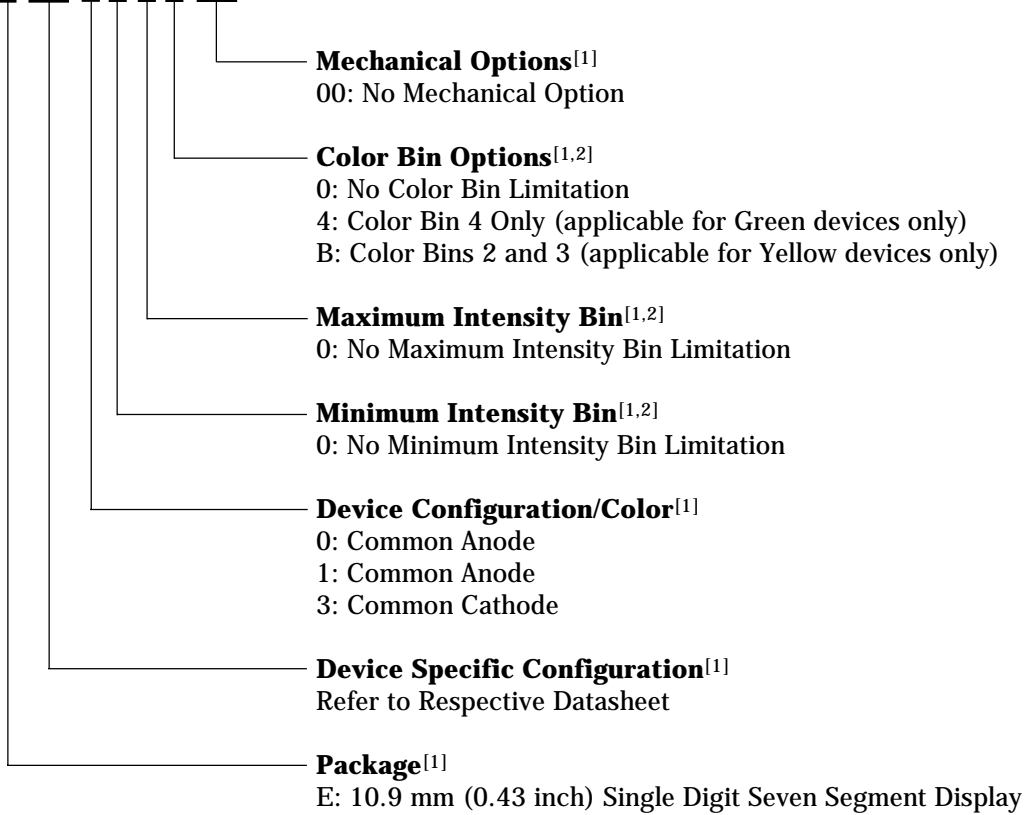 Mechanical Options[1]
00: No Mechanical Option
Color Bin Options[1,2]
0: No Color Bin Limitation
4: Color Bin 4 Only (applicable for Green devices only)
B: Color Bins 2 and 3 (applicable for Yellow devices only)
Maximum Intensity Bin[1,2]
0: No Maximum Intensity Bin Limitation
Minimum Intensity Bin[1,2]
0: No Minimum Intensity Bin Limitation
Device Configuration/Color[1]
0: Common Anode
1: Common Anode
3: Common Cathode
Device Specific Configuration[1]
Refer to Respective Datasheet
Package[1]
E: 10.9 mm (0.43 inch) Single Digit Seven Segment Display